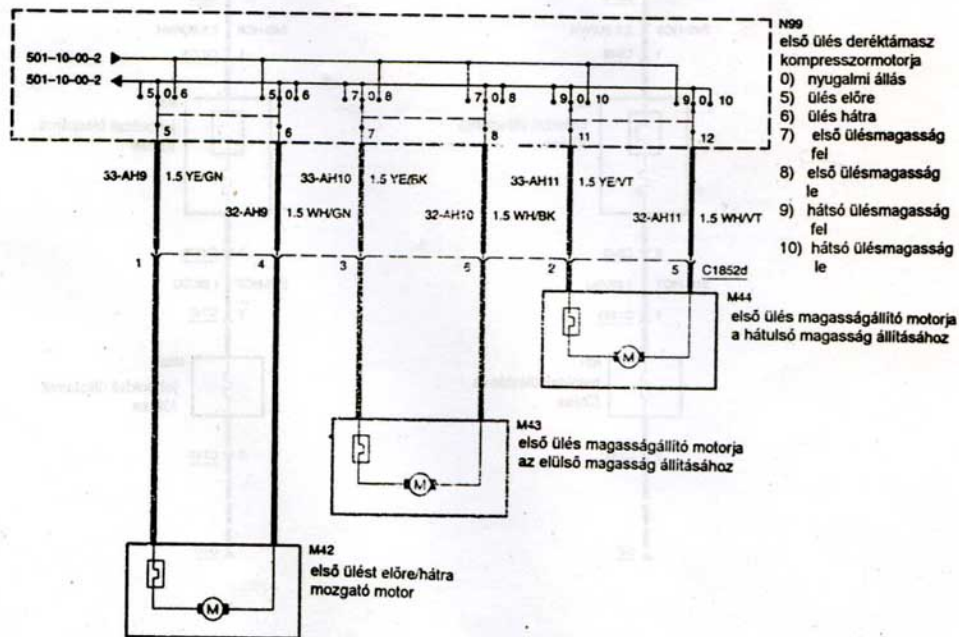 N99
első ülés deréktámasz
kompresszormotorja
0) nyugalmi állás
5) ülés előre
6) ülés hátra
7) első ülésmagasság
fel
8) első ülésmagasság
le
9) hátsó ülésmagasság
fel
10) hátsó ülésmagasság
le
501-10-00-2
501-10-00-2
5 0 6 5 0 6 7 0 8 7 0 8 9 0 10 9 0 10
5 6 7 8 11 12
33-AH9 1.5 YE/GN 33-AH10 1.5 YE/BK 33-AH11 1.5 YE/VT
32-AH9 1.5 WH/GN 32-AH10 1.5 WH/BK 32-AH11 1.5 WH/VT
1 4 3 6 2 5 C1852d
M44
első ülés magasságállító motorja
a hátulsó magasság állításához
M
M43
első ülés magasságállító motorja
az elülső magasság állításához
M
M42
első ülést előre/hátra
mozgató motor
M